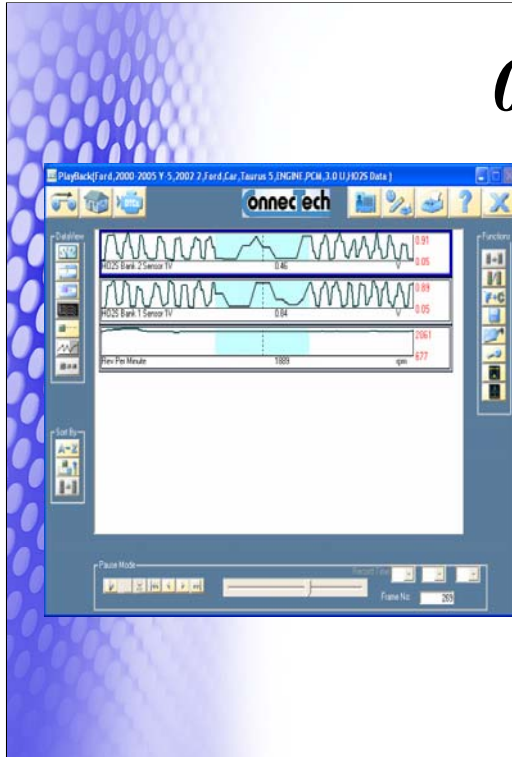 PlayBack(Ford,2000-2005 Y-5,2002 2,Ford,Car,Taurus 5,ENGINE,PCM,3.0 U,HO2S Data )
ConnecTech
DataView
Functions
HO2S Bank 2 Sensor 1V 0.46 V 0.91 0.05
HO2S Bank 1 Sensor 1V 0.84 V 0.89 0.05
Rev Per Minute 1889 rpm 2061 677
Sort By
A-Z
F-C
Pause Mode
Record Time
Frame No: 269